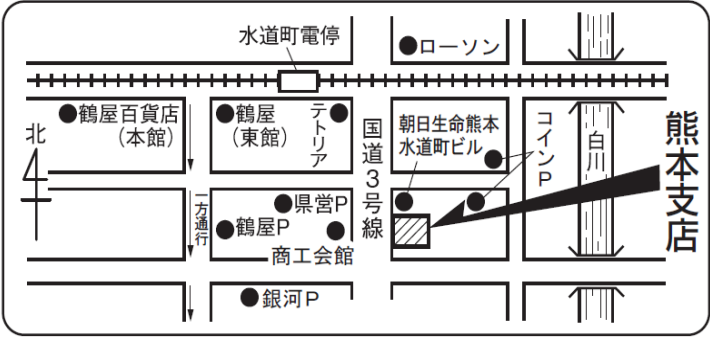 水道町電停
ローソン
鶴屋百貨店
(本館)
鶴屋
(東館)
テトリア
国道3号線
朝日生命熊本
水道町ビル
コインP
白川
熊本支店
北
一方通行
県営P
鶴屋P
商工会館
銀河P